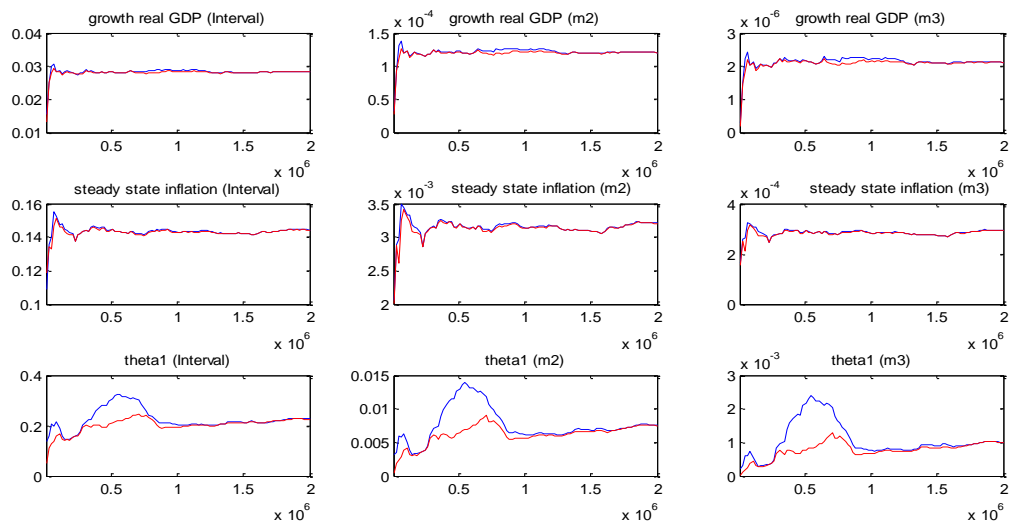 growth real GDP (Interval)
0.04
0.03
0.02
0.01
0.5 1 1.5 2
x 10^6
growth real GDP (m2)
x 10^-4
1.5
1
0.5
0
0.5 1 1.5 2
x 10^6
growth real GDP (m3)
x 10^-6
3
2
1
0
0.5 1 1.5 2
x 10^6
steady state inflation (Interval)
0.16
0.14
0.12
0.1
0.5 1 1.5 2
x 10^6
steady state inflation (m2)
x 10^-3
3.5
3
2.5
2
0.5 1 1.5 2
x 10^6
steady state inflation (m3)
x 10^-4
4
2
0
0.5 1 1.5 2
x 10^6
theta1 (Interval)
0.4
0.2
0
0.5 1 1.5 2
x 10^6
theta1 (m2)
0.015
0.01
0.005
0
0.5 1 1.5 2
x 10^6
theta1 (m3)
x 10^-3
3
2
1
0
0.5 1 1.5 2
x 10^6